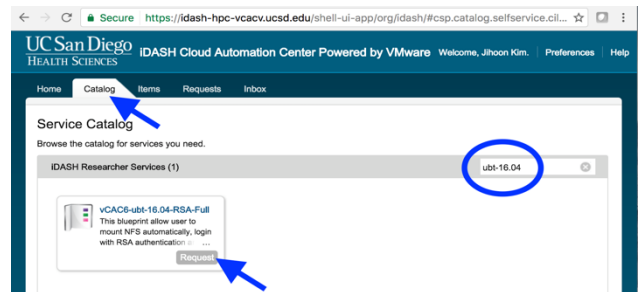 Secure https://idash-hpc-vcacv.ucsd.edu/shell-ui-app/org/idash/#csp.catalog.selfservice.cil...
UC San Diego
HEALTH SCIENCES
iDASH Cloud Automation Center Powered by VMware Welcome, Jihoon Kim. Preferences Help
Home Catalog Items Requests Inbox
Service Catalog
Browse the catalog for services you need.
iDASH Researcher Services (1) ubt-16.04
vCAC6-ubt-16.04-RSA-Full
This blueprint allow user to
mount NFS automatically, login
with RSA authentication ...
Request